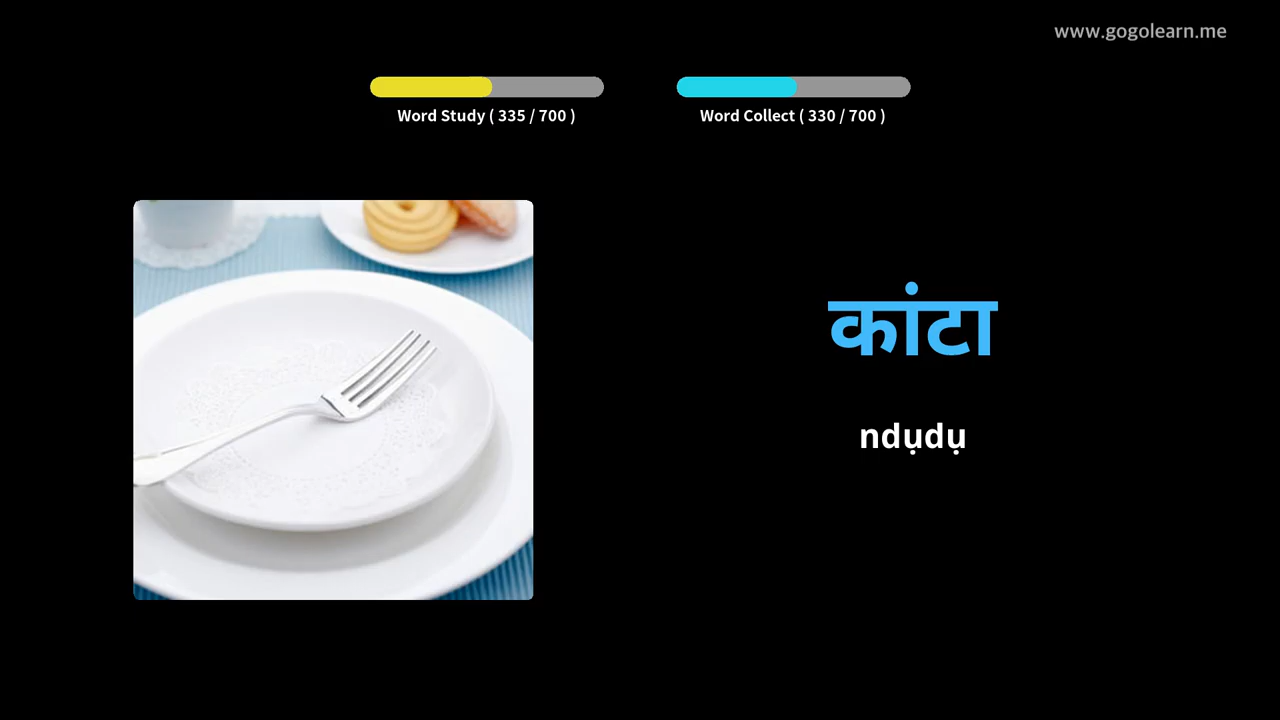 www.gogolearn.me
Word Study ( 335 / 700 )
Word Collect ( 330 / 700 )
कांटा
ndụdụ